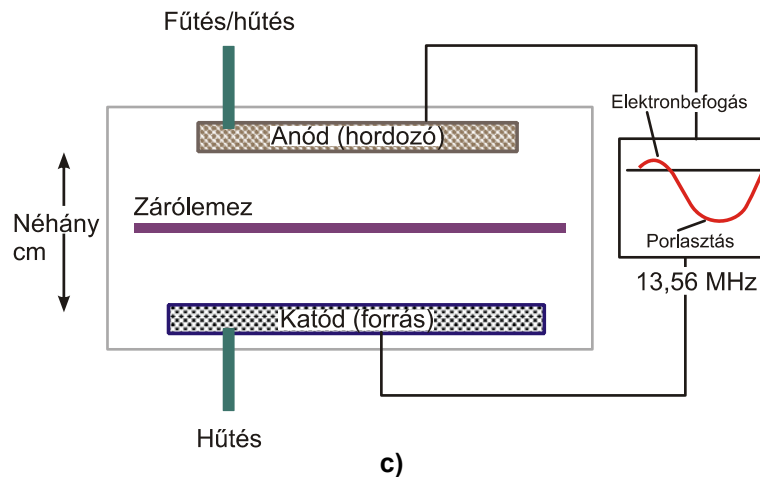 Fűtés/hűtés
Elektronbefogás
Anód (hordozó)
Zárólemez
Néhány
cm
Porlasztás
13,56 MHz
Katód (forrás)
Hűtés
c)